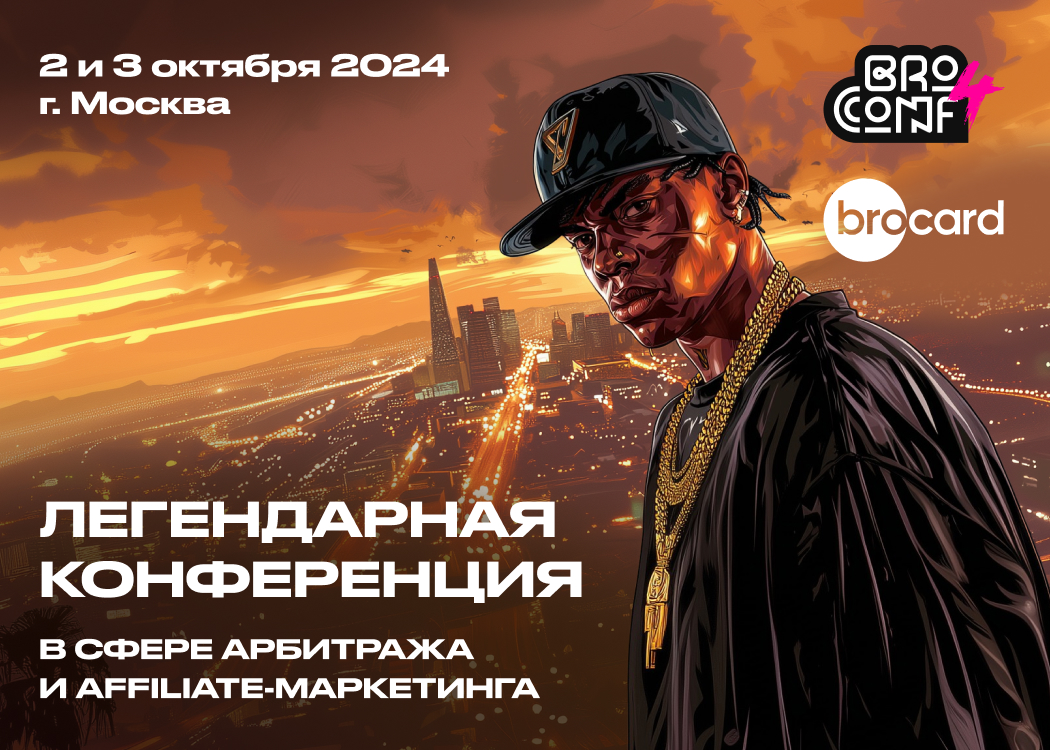 2 и 3 октября 2024
г. Москва
BRO
CONF 4
brocard
ЛЕГЕНДАРНАЯ
КОНФЕРЕНЦИЯ
В СФЕРЕ АРБИТРАЖА
И AFFILIATE-МАРКЕТИНГА